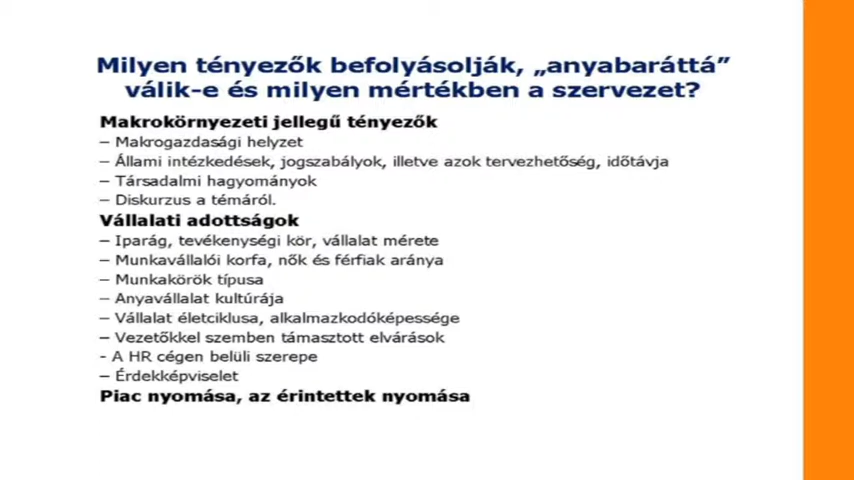 Milyen tényezők befolyásolják, „anyabaráttá”
válik-e és milyen mértékben a szervezet?
Makrokörnyezeti jellegű tényezők
– Makrogazdasági helyzet
– Állami intézkedések, jogszabályok, illetve azok tervezhetőség, időtávja
– Társadalmi hagyományok
– Diskurzus a témáról.
Vállalati adottságok
– Iparág, tevékenységi kör, vállalat mérete
– Munkavállalói korfa, nők és férfiak aránya
– Munkakörök típusa
– Anyavállalat kultúrája
– Vállalat életciklusa, alkalmazkodóképessége
– Vezetőkkel szemben támasztott elvárások
- A HR cégen belüli szerepe
– Érdekképviselet
Piac nyomása, az érintettek nyomása